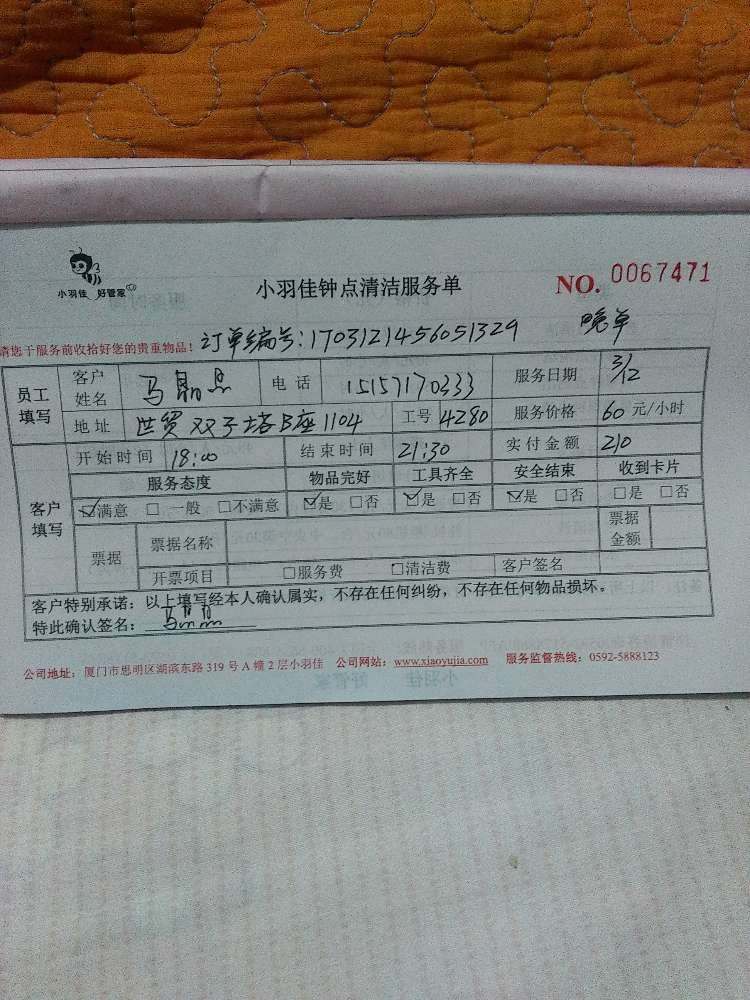 小羽佳 好管家
小羽佳钟点清洁服务单
NO. 0067471
请您于服务前收拾好您的贵重物品！ 订单编号:1703121456051329 晚单
员工填写 客户姓名 马晶晶 电话 15157170333 服务日期 3/12
地址 世贸双子塔B座1104 工号 4280 服务价格 60 元/小时
客户填写 开始时间 18:00 结束时间 21:30 实付金额 210
服务态度 物品完好 工具齐全 安全结束 收到卡片
☑满意 □一般 □不满意 ☑是 □否 ☑是 □否 ☑是 □否 □是 □否
票据 票据名称 票据金额
开票项目 □服务费 □清洁费 客户签名
客户特别承诺：以上填写经本人确认属实，不存在任何纠纷，不存在任何物品损坏。
特此确认签名： 马晶晶
公司地址：厦门市思明区湖滨东路 319 号 A 幢 2 层小羽佳 公司网站：www.xiaoyujia.com 服务监督热线：0592-5888123